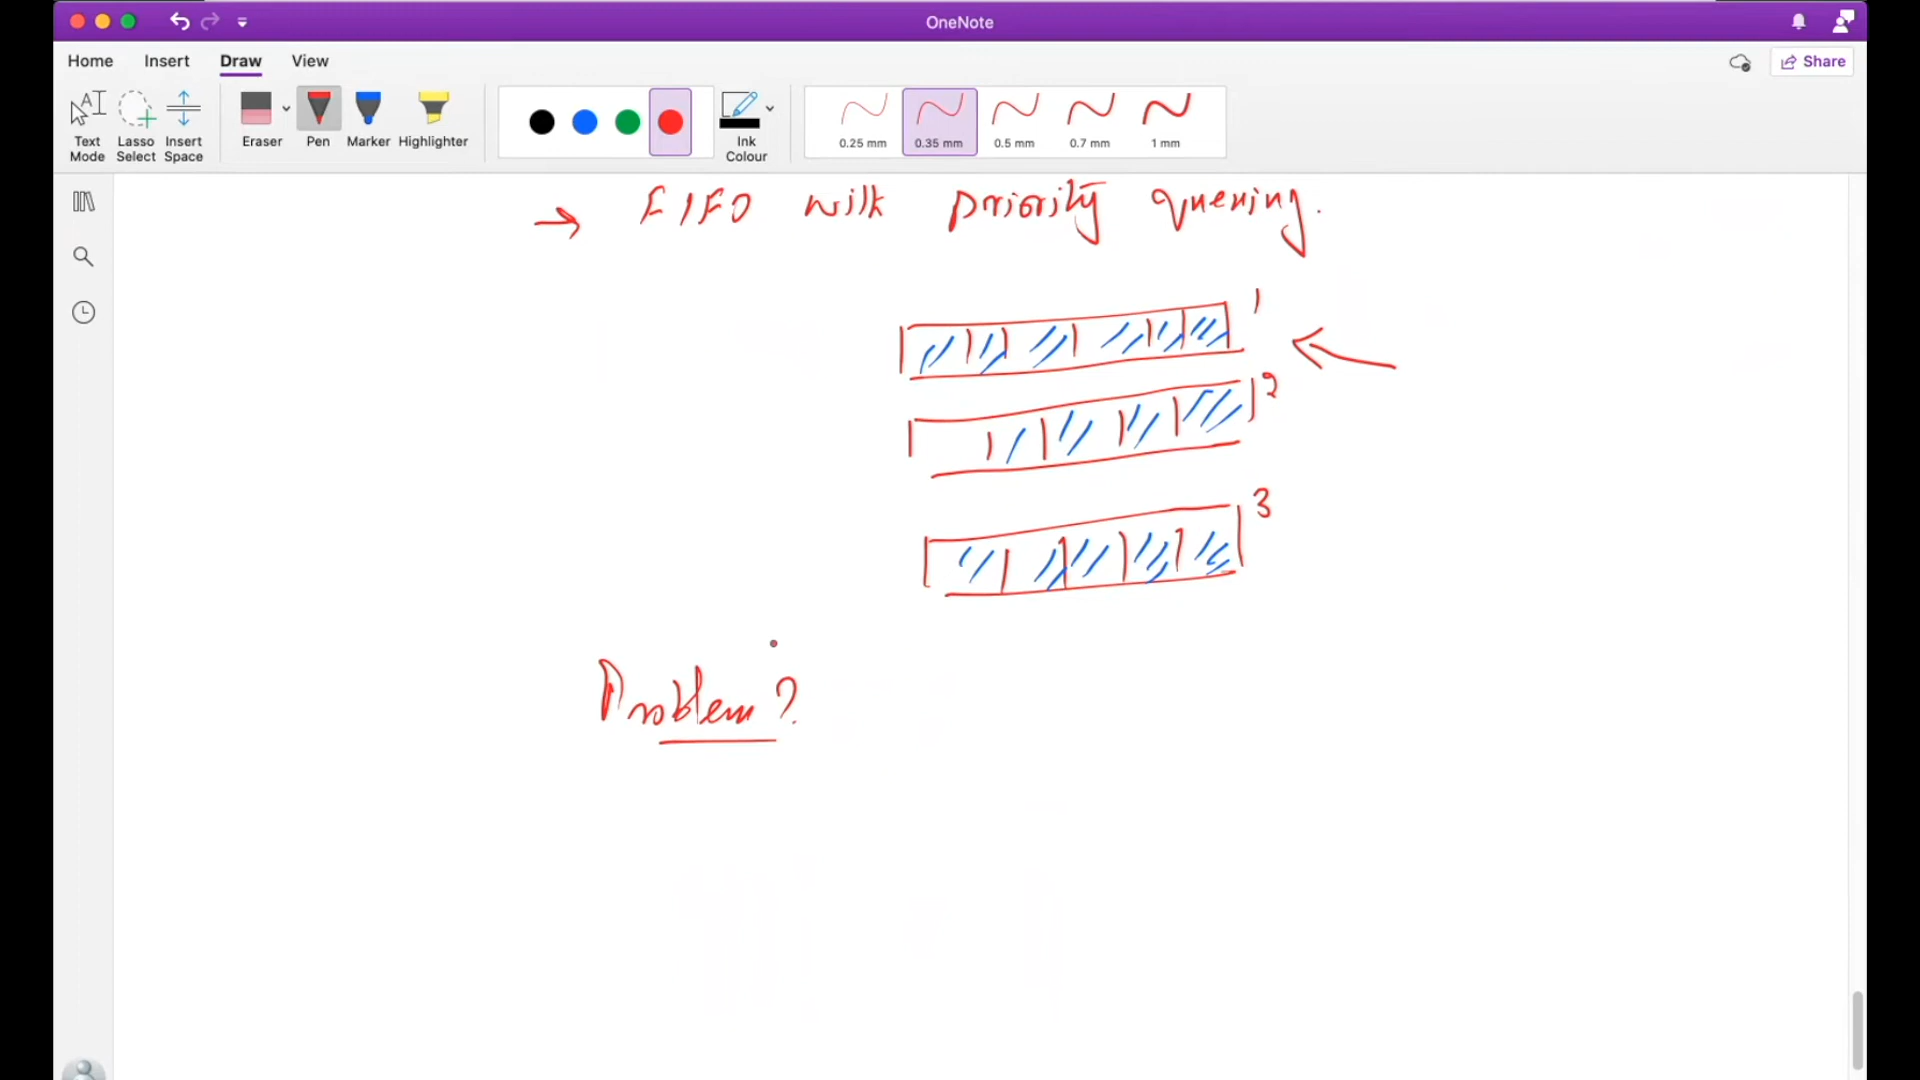 OneNote
Home Insert Draw View
Share
Text Mode
Lasso Select
Insert Space
Eraser
Pen
Marker
Highlighter
Ink Colour
0.25 mm
0.35 mm
0.5 mm
0.7 mm
1 mm
→ FIFO with priority queuing.
1
2
3
Problem?